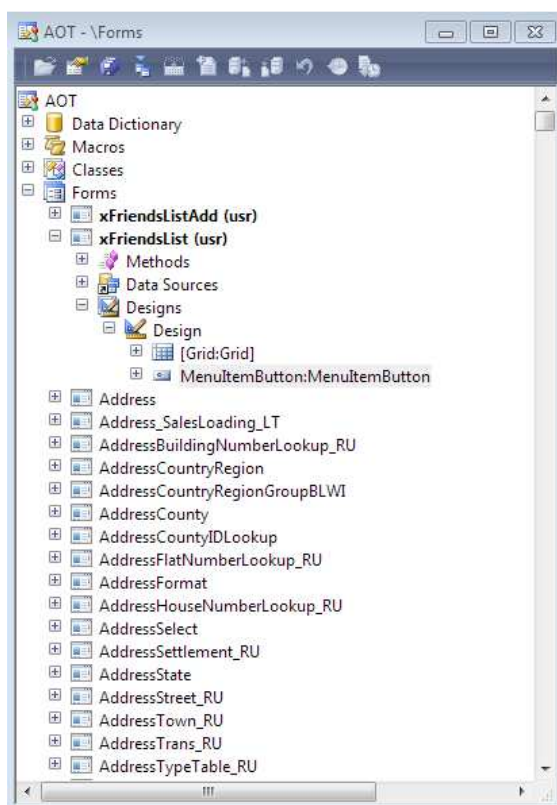 AOT - \Forms
AOT
Data Dictionary
Macros
Classes
Forms
xFriendsListAdd (usr)
xFriendsList (usr)
Methods
Data Sources
Designs
Design
[Grid:Grid]
MenuItemButton:MenuItemButton
Address
Address_SalesLoading_LT
AddressBuildingNumberLookup_RU
AddressCountryRegion
AddressCountryRegionGroupBLWI
AddressCounty
AddressCountyIDLookup
AddressFlatNumberLookup_RU
AddressFormat
AddressHouseNumberLookup_RU
AddressSelect
AddressSettlement_RU
AddressState
AddressStreet_RU
AddressTown_RU
AddressTrans_RU
AddressTypeTable_RU